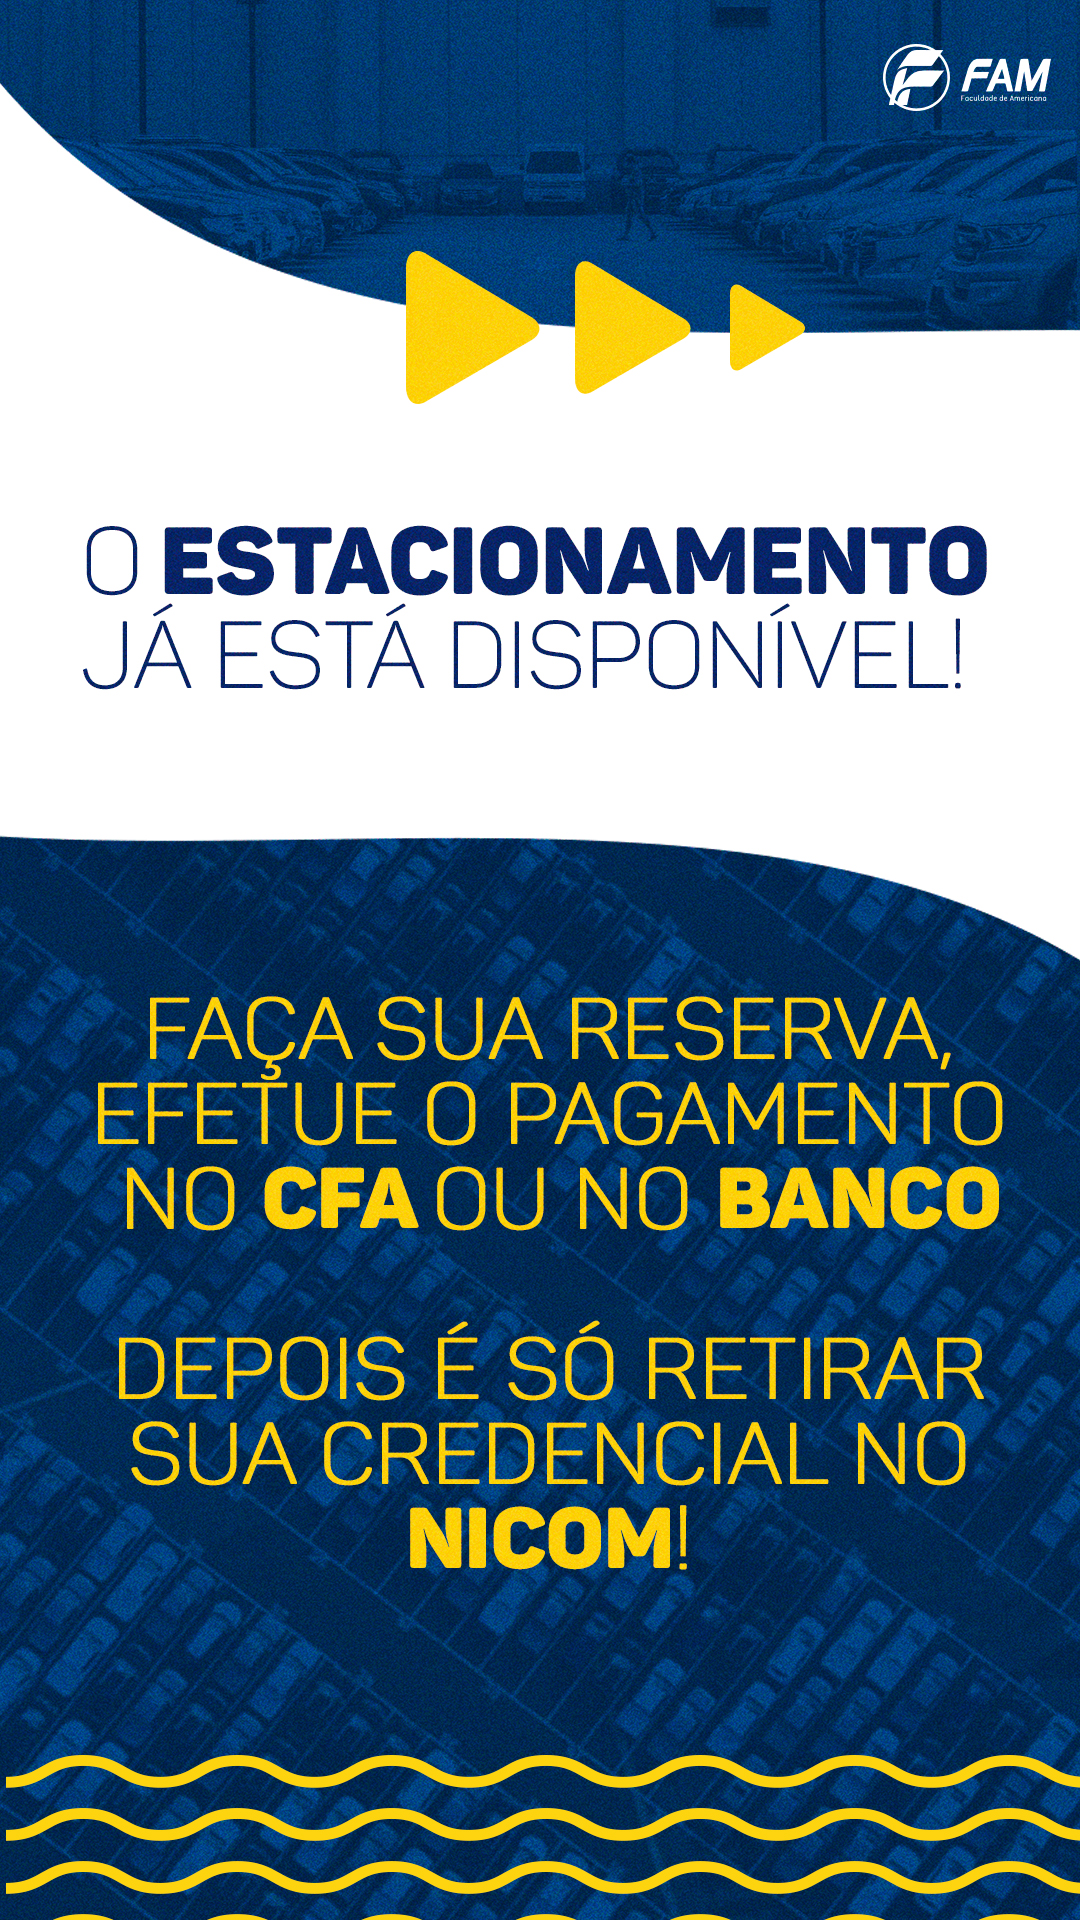 FAM
Faculdade de Americana
O ESTACIONAMENTO
JÁ ESTÁ DISPONÍVEL!
FAÇA SUA RESERVA,
EFETUE O PAGAMENTO
NO CFA OU NO BANCO
DEPOIS É SÓ RETIRAR
SUA CREDENCIAL NO
NICOM!